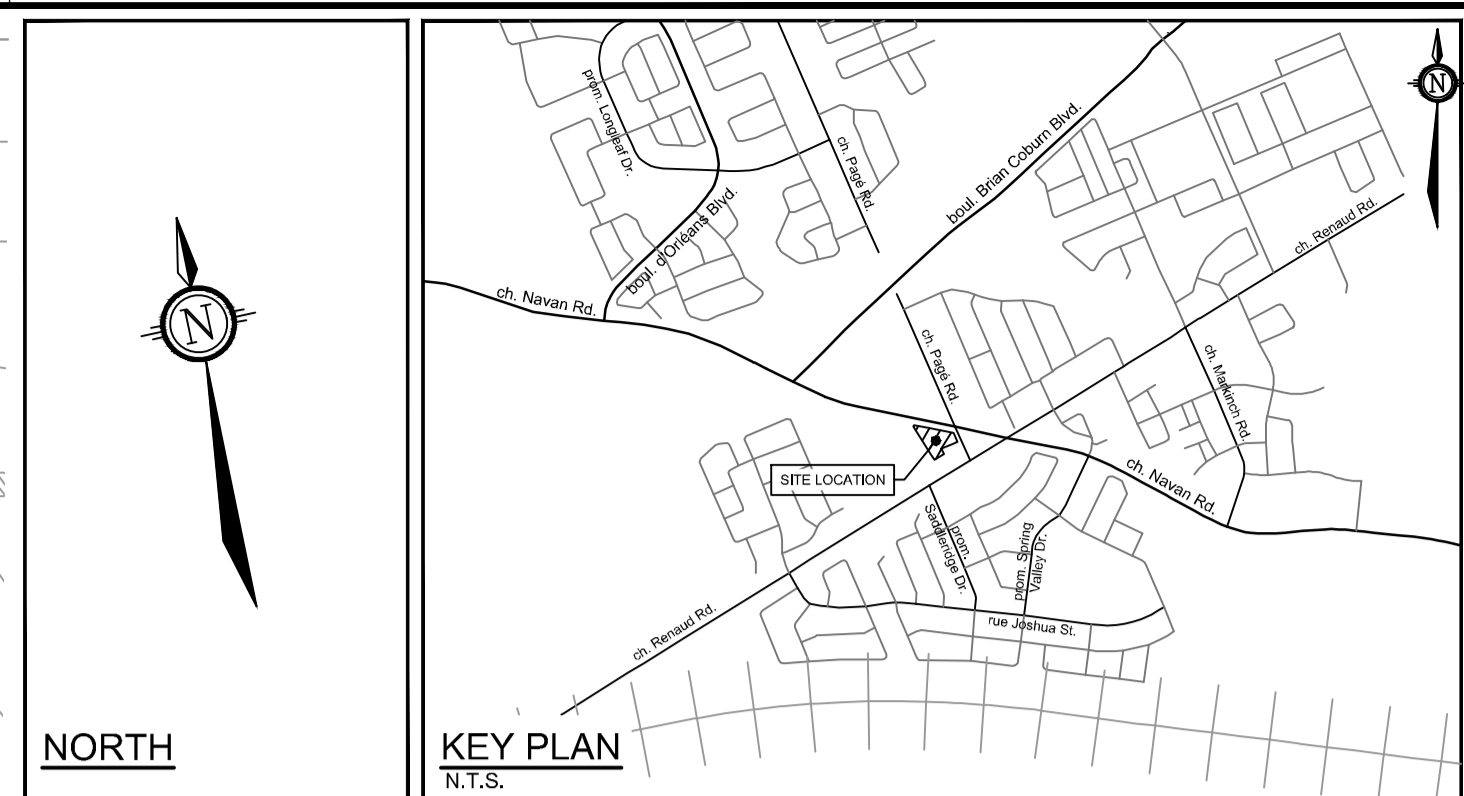 N
NORTH
N
prom. Longleaf Dr.
ch. Pagé Rd.
boul. Brian Coburn Blvd.
boul. d'Orléans Blvd.
ch. Renaud Rd.
ch. Navan Rd.
ch. Pagé Rd.
ch. Markinch Rd.
SITE LOCATION
ch. Navan Rd.
prom.
Saddleridge Dr.
prom. Spring
Valley Dr.
ch. Renaud Rd.
rue Joshua St.
KEY PLAN
N.T.S.